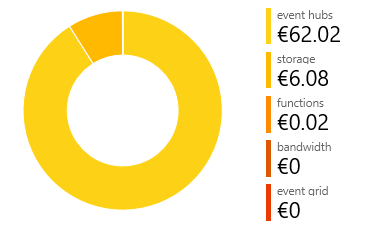 event hubs
€62.02
storage
€6.08
functions
€0.02
bandwidth
€0
event grid
€0